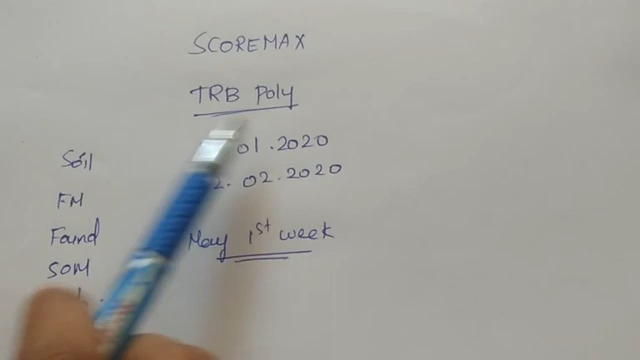 SCOREMAX
TRB Poly
01.2020
2.02.2020
May 1st week
Soil
FM
Found
SOM